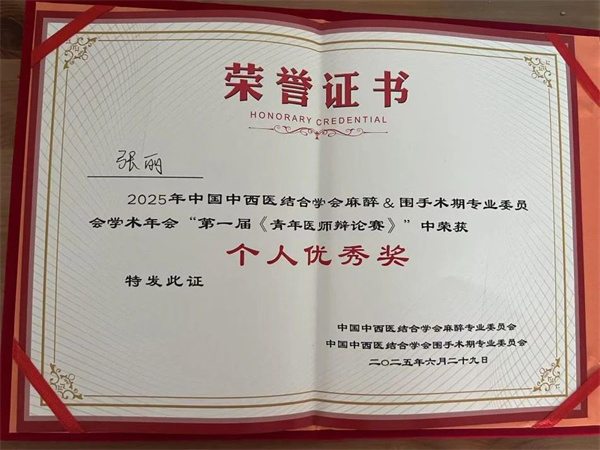 荣誉证书
HONORARY CREDENTIAL
张丽
2025年中国中西医结合学会麻醉&围手术期专业委员
会学术年会“第一届《青年医师辩论赛》”中荣获
个人优秀奖
特发此证
中国中西医结合学会麻醉专业委员会
中国中西医结合学会围手术期专业委员会
二〇二五年六月二十九日